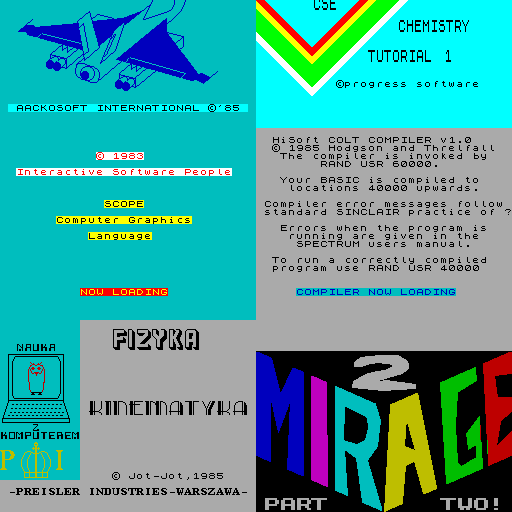 AACKOSOFT INTERNATIONAL ©'85
CSE
CHEMISTRY
TUTORIAL 1
©progress software
© 1983
Interactive Software People
SCOPE
Computer Graphics
Language
NOW LOADING
HiSoft COLT COMPILER v1.0
© 1985 Hodgson and Threlfall
The compiler is invoked by
RAND USR 60000.
Your BASIC is compiled to
locations 40000 upwards.
Compiler error messages follow
standard SINCLAIR practice of ?
Errors when the program is
running are given in the
SPECTRUM users manual.
To run a correctly compiled
program use RAND USR 40000
COMPILER NOW LOADING
NAUKA
Z
KOMPUTEREM
P I
FIZYKA
KINEMATYKA
© Jot-Jot,1985
-PREISLER INDUSTRIES-WARSZAWA-
2
MIRAGE
PART TWO!